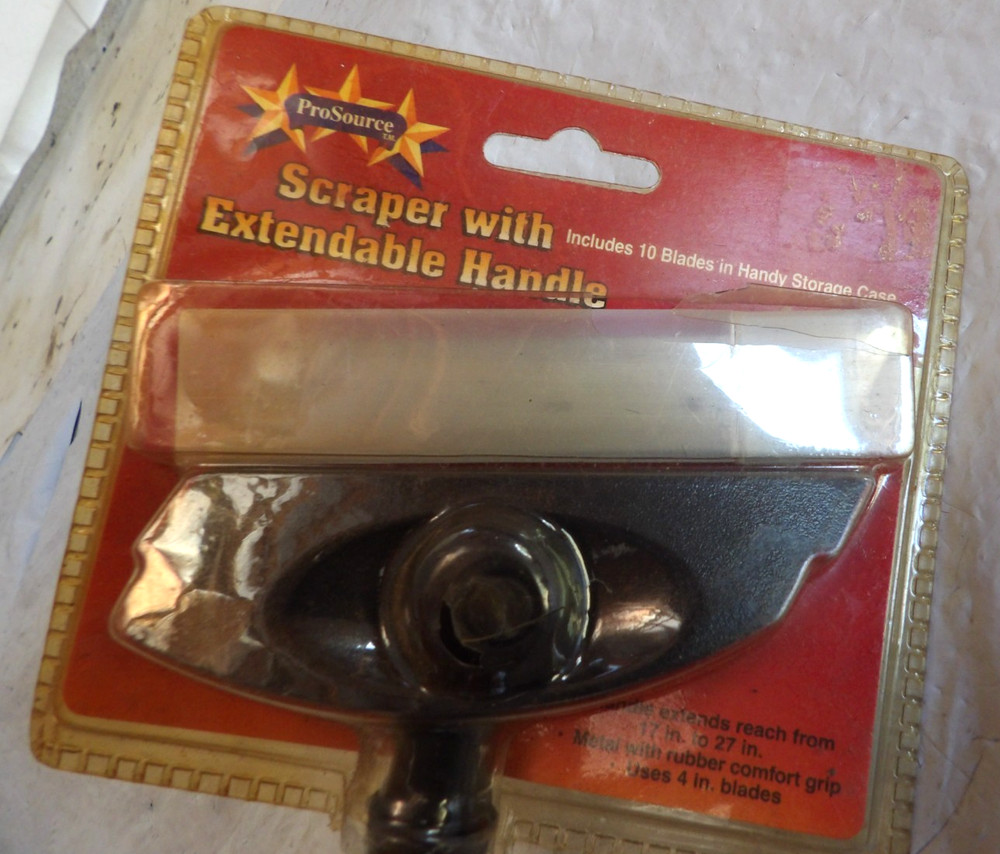 ProSource
T.M.
Scraper with
Extendable Handle
Includes 10 Blades in Handy Storage Case
extends reach from
17 in. to 27 in.
• Metal with rubber comfort grip
• Uses 4 in. blades